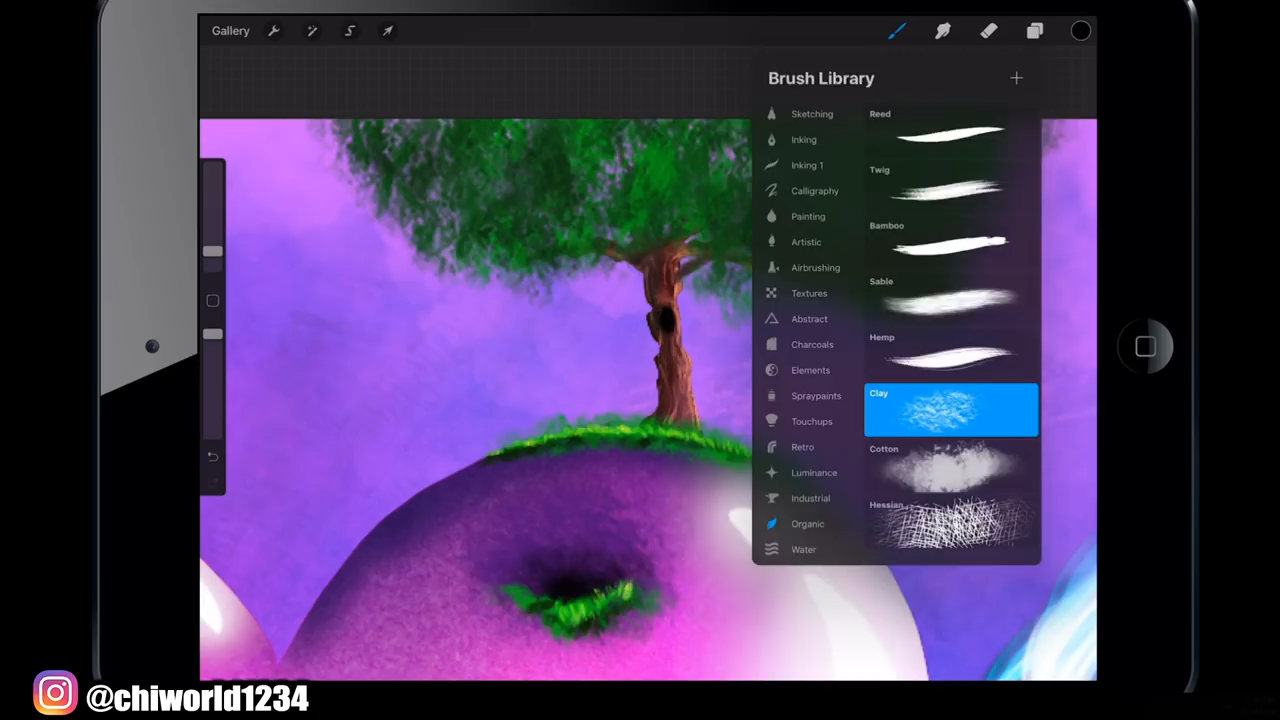 Gallery
Brush Library
Sketching
Inking
Inking 1
Calligraphy
Painting
Artistic
Airbrushing
Textures
Abstract
Charcoals
Elements
Spraypaints
Touchups
Retro
Luminance
Industrial
Organic
Water
Reed
Twig
Bamboo
Sable
Hemp
Clay
Cotton
Hessian
@chiworld1234